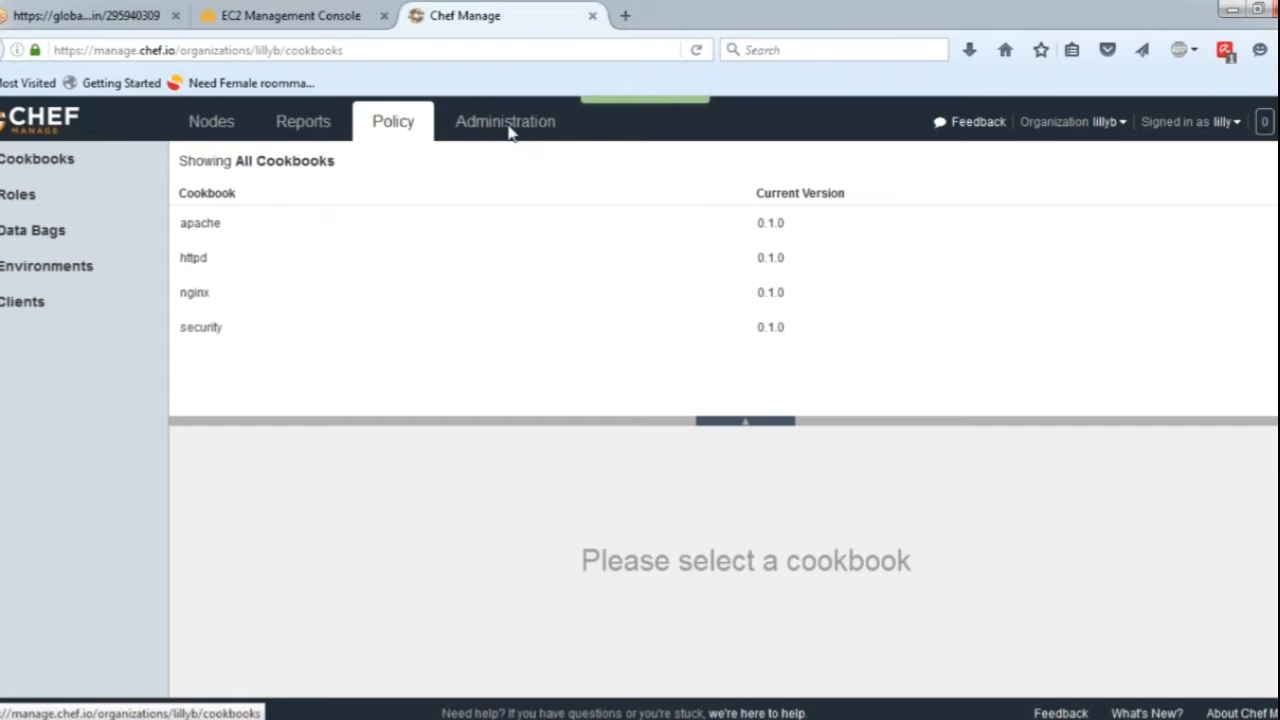 https://globa...in/295940309 EC2 Management Console Chef Manage
https://manage.chef.io/organizations/lillyb/cookbooks Search
ost Visited Getting Started Need Female roomma...
CHEF
MANAGE
Nodes Reports Policy Administration Feedback Organization lillyb Signed in as lilly 0
Cookbooks
Roles
Data Bags
Environments
Clients
Showing All Cookbooks
Cookbook Current Version
apache 0.1.0
httpd 0.1.0
nginx 0.1.0
security 0.1.0
Please select a cookbook
://manage.chef.io/organizations/lillyb/cookbooks
Need help? If you have questions or you're stuck, we're here to help. Feedback What's New? About Chef M